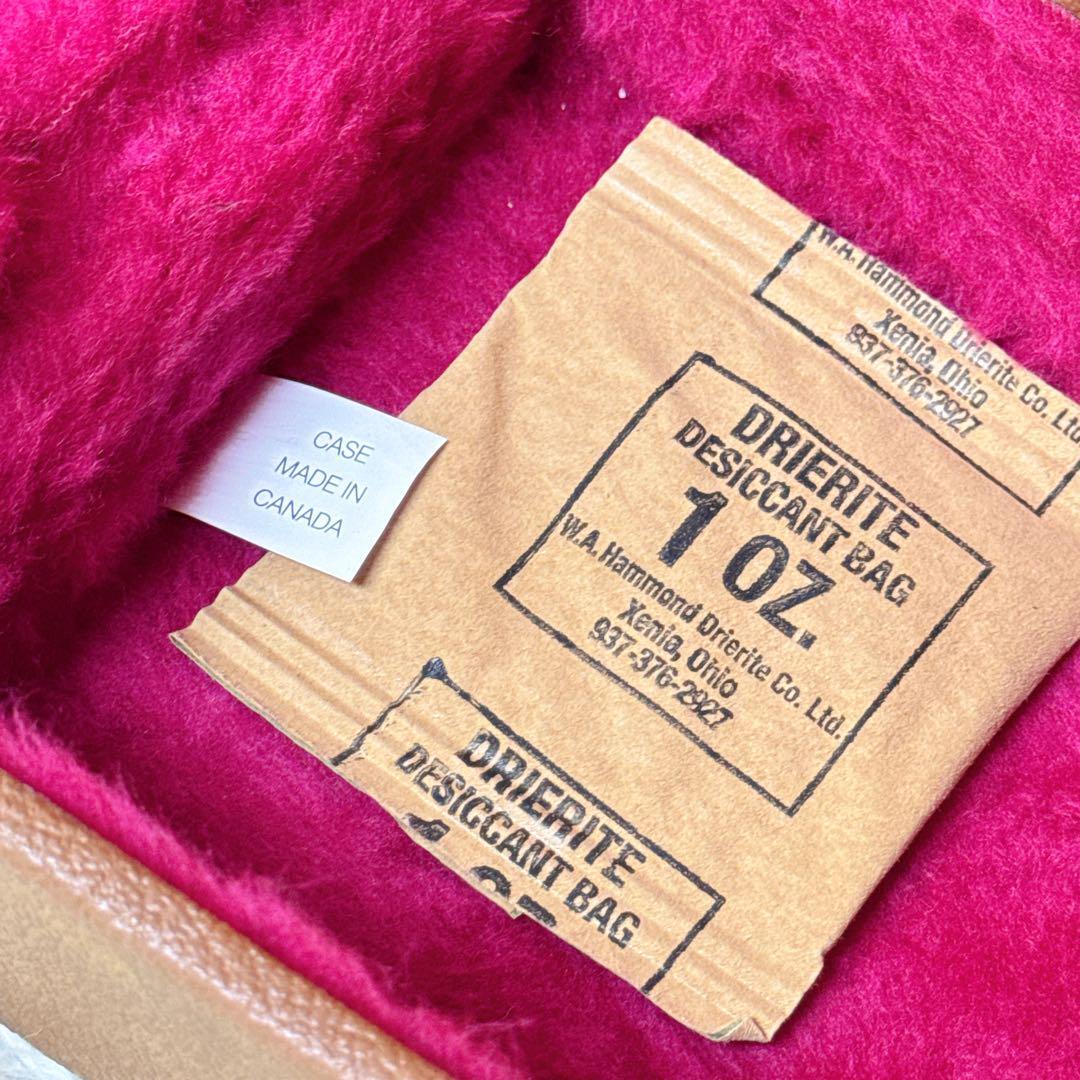 W.A. Hammond Drierite Co. Ltd
Xenia, Ohio
937-376-2927
CASE
MADE IN
CANADA
DRIERITE
DESICCANT BAG
1 OZ.
W.A. Hammond Drierite Co. Ltd.
Xenia, Ohio
937-376-2927
DRIERITE
DESICCANT BAG